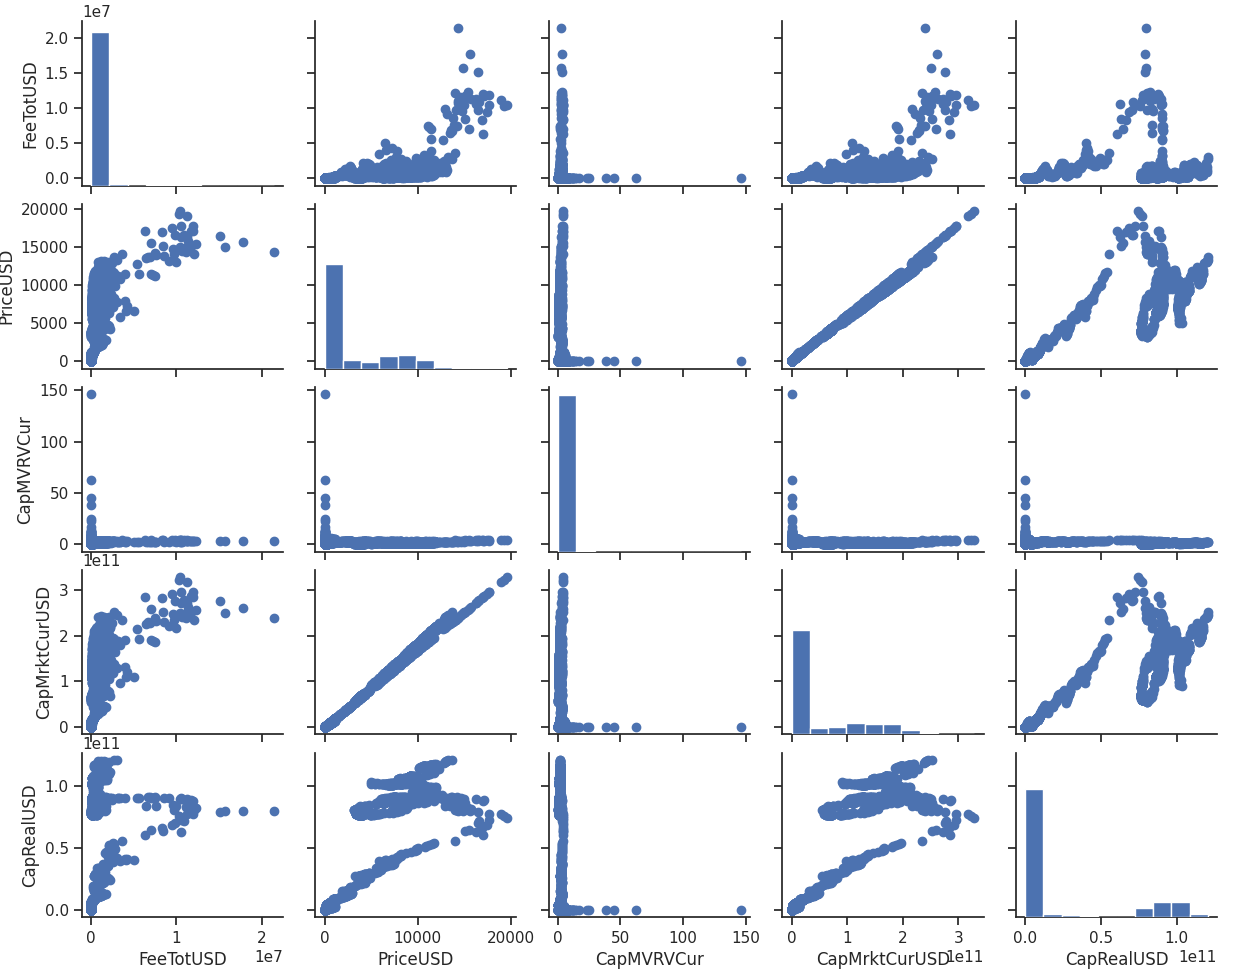 1e7
FeeTotUSD
2.0
1.5
1.0
0.5
0.0
PriceUSD
20000
15000
10000
5000
0
CapMVRVCur
150
100
50
0
1e11
CapMrktCurUSD
3
2
1
0
1e11
CapRealUSD
1.0
0.5
0.0
0 1 2
0 10000 20000
0 50 100 150
0 1 2 3
0.0 0.5 1.0
FeeTotUSD 1e7
PriceUSD
CapMVRVCur
CapMrktCurUSD 1e11
CapRealUSD 1e11